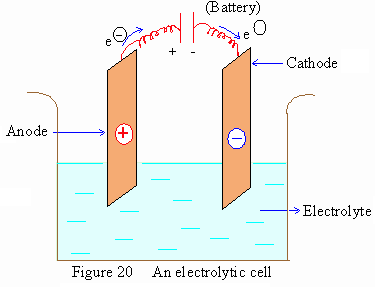 (Battery)
e⊖
+ -
e◯
Cathode
Anode
+
−
Electrolyte
Figure 20 An electrolytic cell